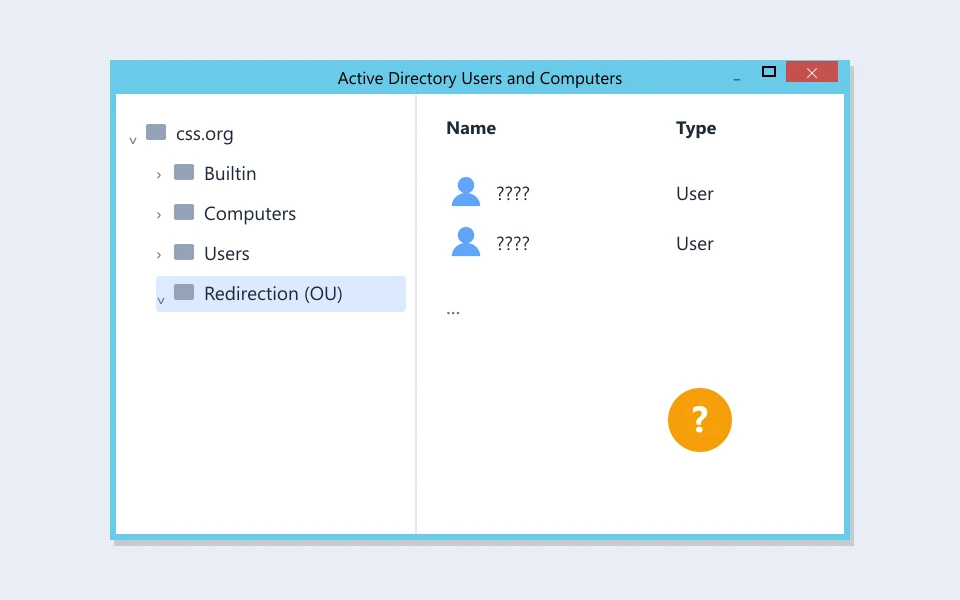 Active Directory Users and Computers
css.org
Builtin
Computers
Users
Redirection (OU)
Name Type
???? User
???? User
...
?